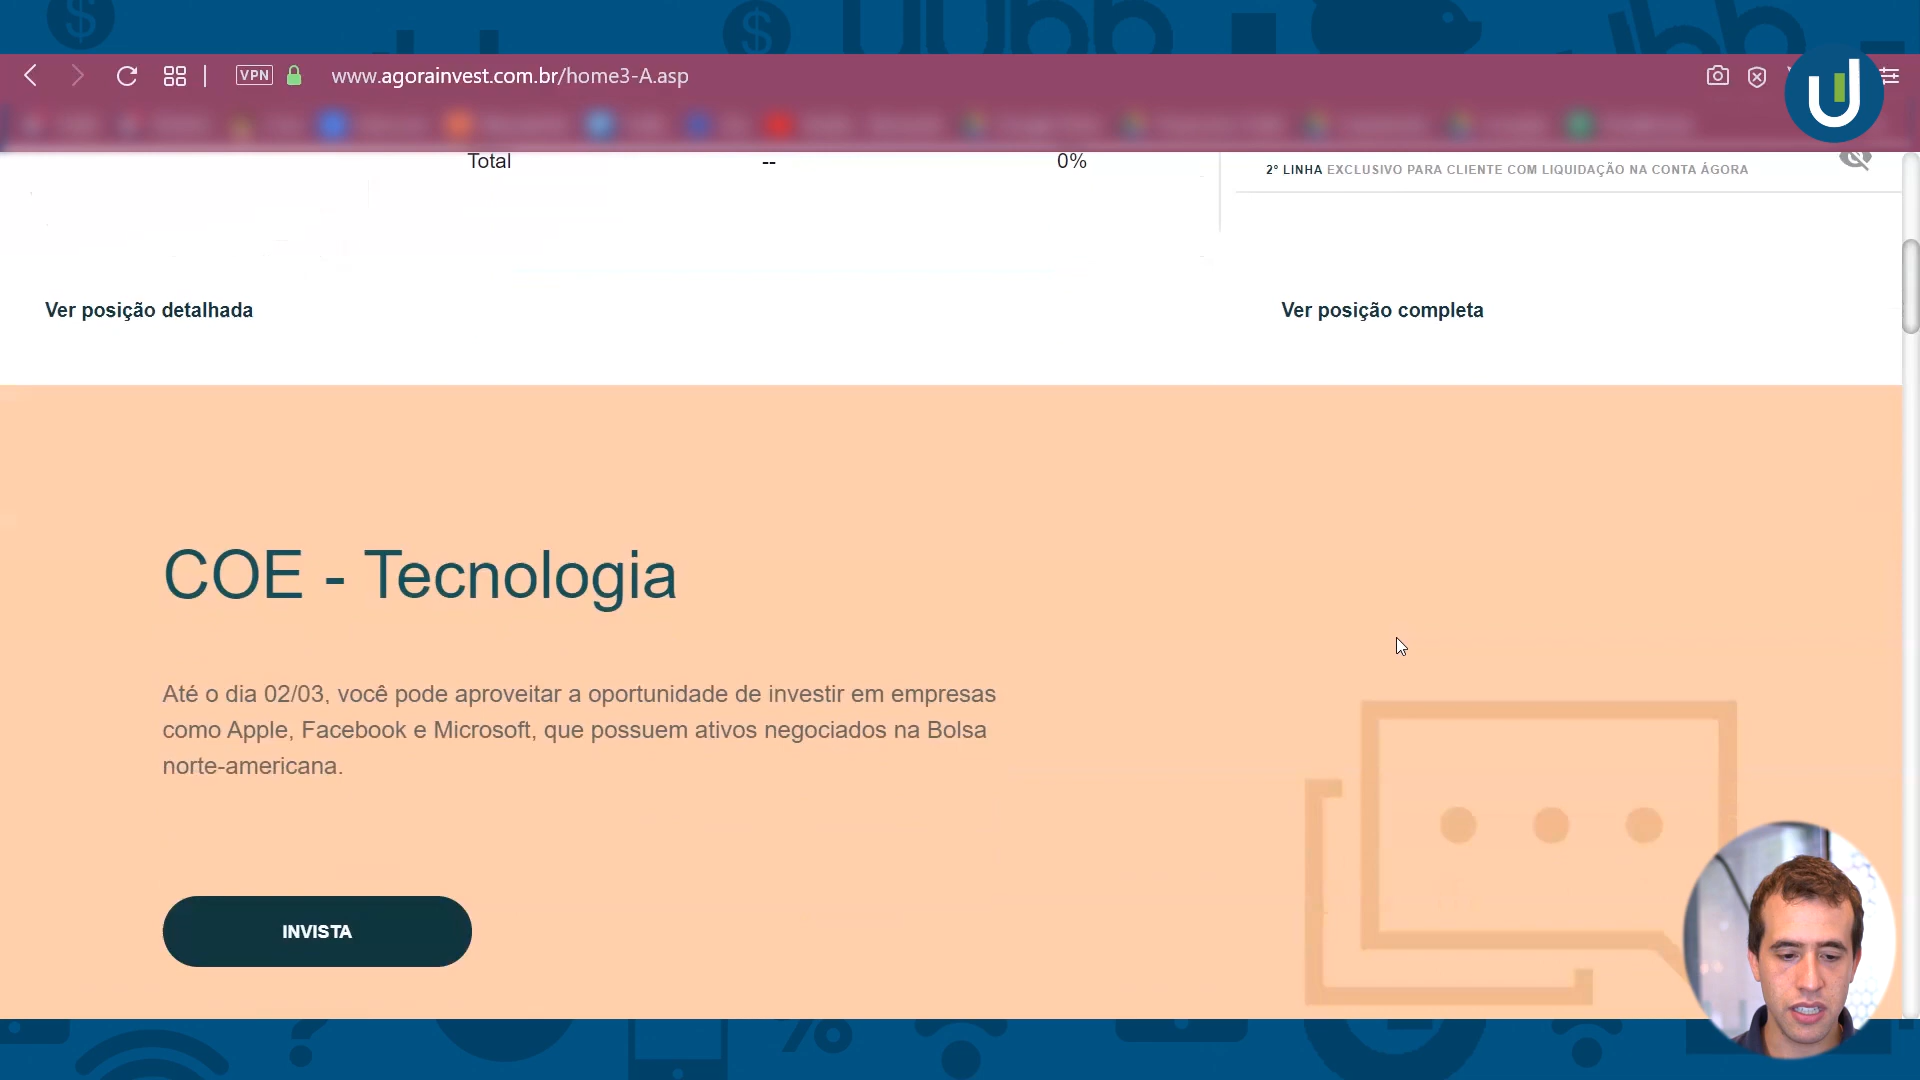 VPN
www.agorainvest.com.br/home3-A.asp
Total -- 0%
2º LINHA EXCLUSIVO PARA CLIENTE COM LIQUIDAÇÃO NA CONTA ÁGORA
Ver posição detalhada
Ver posição completa
COE - Tecnologia
Até o dia 02/03, você pode aproveitar a oportunidade de investir em empresas
como Apple, Facebook e Microsoft, que possuem ativos negociados na Bolsa
norte-americana.
INVISTA